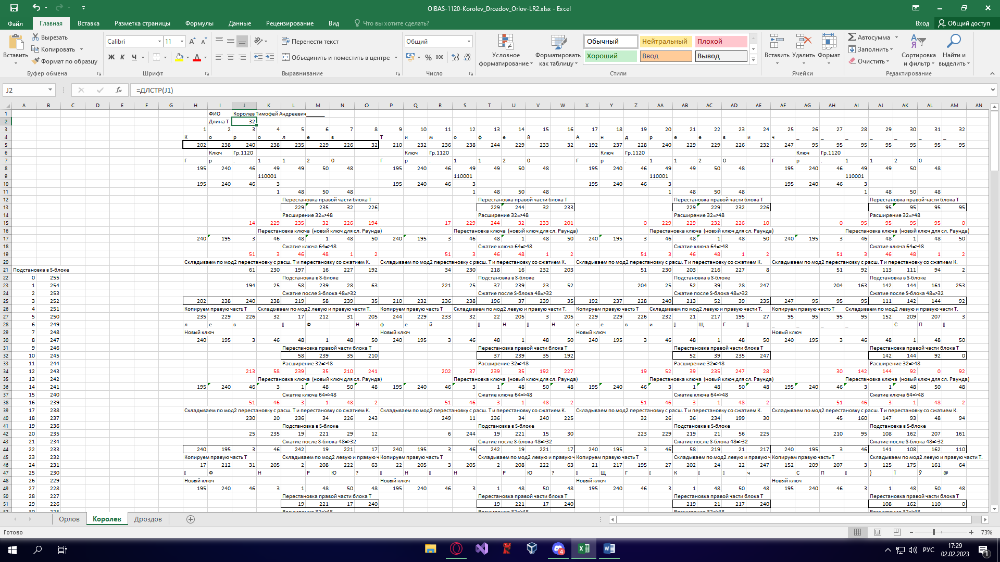 OIBAS-1120-Korolev_Drozdov_Orlov-LR2.xlsx - Excel
Файл Главная Вставка Разметка страницы Формулы Данные Рецензирование Вид Что вы хотите сделать? Вход Общий доступ
Вставить Вырезать Копировать Формат по образцу Буфер обмена
Calibri 11 Ж К Ч Шрифт
Перенести текст Объединить и поместить в центре Выравнивание
Общий % 000 Число
Условное форматирование Форматировать как таблицу
Обычный Нейтральный Плохой
Хороший Ввод Вывод
Стили
Вставить Удалить Формат Ячейки
Автосумма Заполнить Очистить Сортировка и фильтр Найти и выделить Редактирование
J2 fx =ДЛСТР(J1)
A B C D E F G H I J K L M N O P Q R S T U V W X Y Z AA AB AC AD AE AF AG AH AI AJ AK AL AM AN
1 ФИО Королев Тимофей Андреевич_______
2 Длина Т 32
3 1 2 3 4 5 6 7 8 9 10 11 12 13 14 15 16 17 18 19 20 21 22 23 24 25 26 27 28 29 30 31 32
4 К о р о л е в Т и м о ф е й А н д р е е в и ч _ _ _ _ _ _ _
5 202 238 240 238 235 229 226 32 210 232 236 238 244 229 233 32 192 237 228 240 229 229 226 232 247 95 95 95 95 95 95 95
6 Ключ Гр.1120 Ключ Гр.1120 Ключ Гр.1120 Ключ Гр.1120
7 Г р . 1 1 2 0 Г р . 1 1 2 0 Г р . 1 1 2 0 Г р . 1 1 2 0
8 195 240 46 49 49 50 48 195 240 46 49 49 50 48 195 240 46 49 49 50 48 195 240 46 49 49 50 48
9 110001 110001 110001 110001
10 195 240 46 3 195 240 46 3 195 240 46 3 195 240 46 3
11 1 48 50 48 1 48 50 48 1 48 50 48 1 48 50 48
12 Перестановка правой части блока Т Перестановка правой части блока Т Перестановка правой части блока Т Перестановка правой части блока Т
13 229 235 32 226 229 244 32 233 229 229 232 226 95 95 95 95
14 Расширение 32=>48 Расширение 32=>48 Расширение 32=>48 Расширение 32=>48
15 14 229 235 32 226 194 17 229 244 32 233 201 0 229 229 232 226 10 0 95 95 95 95 0
16 Перестановка ключа (новый ключ для сл. Раунда) Перестановка ключа (новый ключ для сл. Раунда) Перестановка ключа (новый ключ для сл. Раунда) Перестановка ключа (новый ключ для сл. Раунда)
17 240 195 3 46 48 1 48 50 240 195 3 46 48 1 48 50 240 195 3 46 48 1 48 50 240 195 3 46 48 1 48 50
18 Сжатие ключа 64=>48 Сжатие ключа 64=>48 Сжатие ключа 64=>48 Сжатие ключа 64=>48
19 51 3 46 48 1 2 51 3 46 48 1 2 51 3 46 48 1 2 51 3 46 48 1 2
20 Складываем по мод2 перестановку с расш. Т и перестановку со сжатием К. Складываем по мод2 перестановку с расш. Т и перестановку со сжатием К. Складываем по мод2 перестановку с расш. Т и перестановку со сжатием К. Складываем по мод2 перестановку с расш. Т и перестановку со сжатием К.
21 Подстановка в S-блоке 61 230 197 16 227 192 34 230 218 16 232 203 51 230 203 216 227 8 51 92 113 111 94 2
22 0 255 Подстановка в S-блоке Подстановка в S-блоке Подстановка в S-блоке Подстановка в S-блоке
23 1 254 194 25 58 239 28 63 221 25 37 239 23 52 204 25 52 39 28 247 204 163 142 144 161 253
24 2 253 Сжатие после S-блока 48=>32 Сжатие после S-блока 48=>32 Сжатие после S-блока 48=>32 Сжатие после S-блока 48=>32
25 3 252 202 238 240 238 219 58 239 35 210 232 236 238 196 37 239 35 192 237 228 240 213 52 39 235 247 95 95 95 111 142 144 92
26 4 251 Копируем правую часть Т Складываем по мод2 левую и правую части Т. Копируем правую часть Т Складываем по мод2 левую и правую части Т. Копируем правую часть Т Складываем по мод2 левую и правую части Т. Копируем правую часть Т Складываем по мод2 левую и правую части Т.
27 5 250 235 229 226 32 17 212 31 205 244 229 233 32 22 205 3 205 229 229 226 232 21 217 195 27 95 95 95 95 152 209 207 3
28 6 249 л е в Ф Н ф е й Н Н е е в и Щ Г _ _ _ _ С П
29 7 248 Новый ключ Новый ключ Новый ключ Новый ключ
30 8 247 240 195 3 46 48 1 48 50 240 195 3 46 48 1 48 50 240 195 3 46 48 1 48 50 240 195 3 46 48 1 48 50
31 9 246 Перестановка правой части блока Т Перестановка правой части блока Т Перестановка правой части блока Т Перестановка правой части блока Т
32 10 245 58 239 35 210 37 239 35 192 52 39 235 247 142 144 92 0
33 11 244 Расширение 32=>48 Расширение 32=>48 Расширение 32=>48 Расширение 32=>48
34 12 243 213 58 239 35 210 241 202 37 239 35 192 227 19 52 39 235 247 28 30 142 144 92 0 92
35 13 242 Перестановка ключа (новый ключ для сл. Раунда) Перестановка ключа (новый ключ для сл. Раунда) Перестановка ключа (новый ключ для сл. Раунда) Перестановка ключа (новый ключ для сл. Раунда)
36 14 241 195 240 46 3 1 48 50 48 195 240 46 3 1 48 50 48 195 240 46 3 1 48 50 48 195 240 46 3 1 48 50 48
37 15 240 Сжатие ключа 64=>48 Сжатие ключа 64=>48 Сжатие ключа 64=>48 Сжатие ключа 64=>48
38 16 239 51 46 3 1 48 2 51 46 3 1 48 2 51 46 3 1 48 2 51 46 3 1 48 2
39 17 238 Складываем по мод2 перестановку с расш. Т и перестановку со сжатием К. Складываем по мод2 перестановку с расш. Т и перестановку со сжатием К. Складываем по мод2 перестановку с расш. Т и перестановку со сжатием К. Складываем по мод2 перестановку с расш. Т и перестановку со сжатием К.
40 18 237 230 20 236 34 226 243 249 11 236 34 240 225 32 26 36 234 199 30 45 160 147 93 48 94
41 19 236 Подстановка в S-блоке Подстановка в S-блоке Подстановка в S-блоке Подстановка в S-блоке
42 20 235 25 235 19 221 29 12 6 244 19 221 15 30 223 229 219 21 56 225 210 95 108 162 207 161
43 21 234 Сжатие после S-блока 48=>32 Сжатие после S-блока 48=>32 Сжатие после S-блока 48=>32 Сжатие после S-блока 48=>32
44 22 233 240 195 3 46 242 19 221 17 240 195 3 46 242 19 221 17 240 195 3 46 58 219 21 217 240 195 3 46 141 108 162 110
45 23 232 Копируем правую часть Т Складываем по мод2 левую и правую ч Копируем правую часть Т Складываем по мод2 левую и правую ч Копируем правую часть Т Складываем по мод2 левую и правую ч Копируем правую часть Т Складываем по мод2 левую и правую части Т.
46 24 231 17 212 31 205 2 208 222 63 22 205 3 205 2 208 222 63 21 217 195 27 202 24 22 247 152 209 207 3 125 175 161 64
47 25 230 Ф Н Р Ю ? Н Н Р Ю ? Щ Г К ч С П } Ї Ў @
48 26 229 Новый ключ Новый ключ Новый ключ Новый ключ
49 27 228 195 240 46 3 1 48 50 48 195 240 46 3 1 48 50 48 195 240 46 3 1 48 50 48 195 240 46 3 1 48 50 48
50 28 227 Перестановка правой части блока Т Перестановка правой части блока Т Перестановка правой части блока Т Перестановка правой части блока Т
51 29 226 19 221 17 240 19 221 17 240 219 21 217 240 108 162 110 0
Орлов Королев Дроздов
Готово 73%
РУС 17:29
02.02.2023